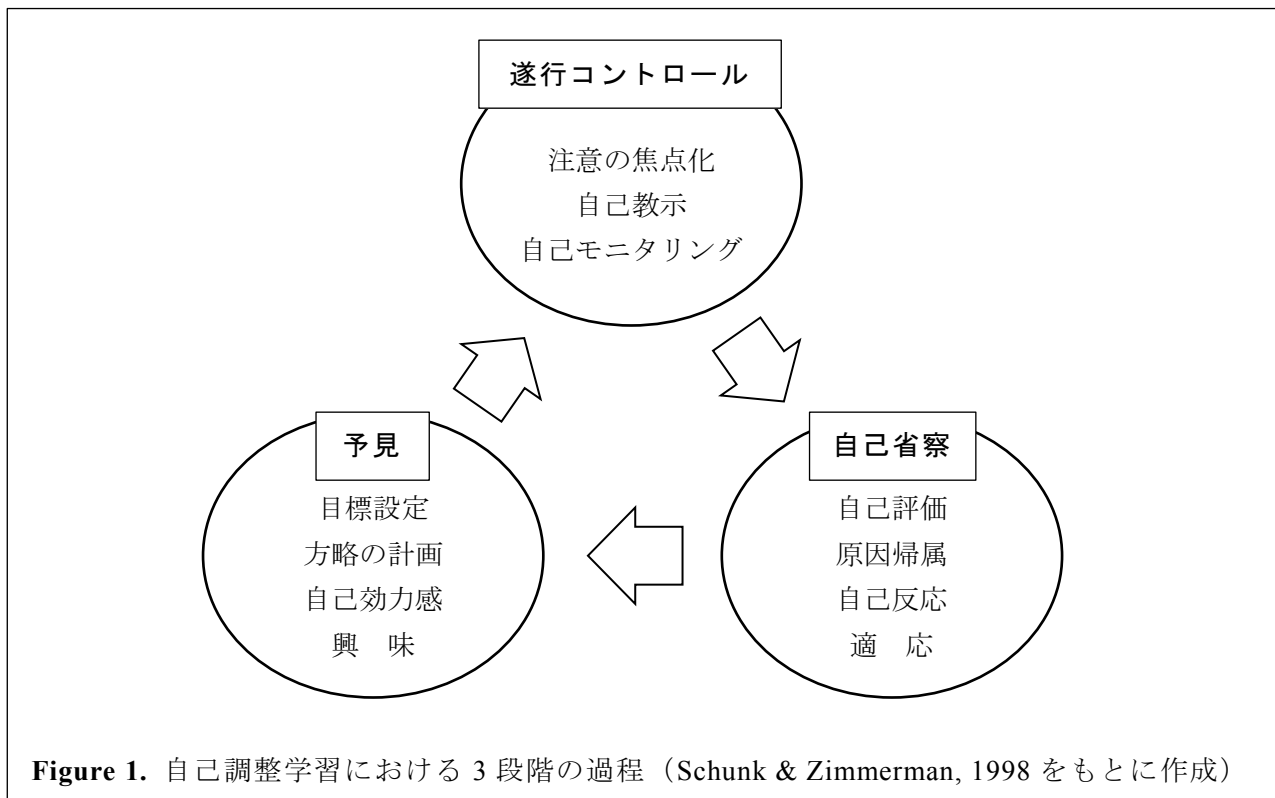 遂行コントロール
注意の焦点化
自己教示
自己モニタリング
予見
目標設定
方略の計画
自己効力感
興　味
自己省察
自己評価
原因帰属
自己反応
適　応
Figure 1. 自己調整学習における 3 段階の過程（Schunk & Zimmerman, 1998 をもとに作成）